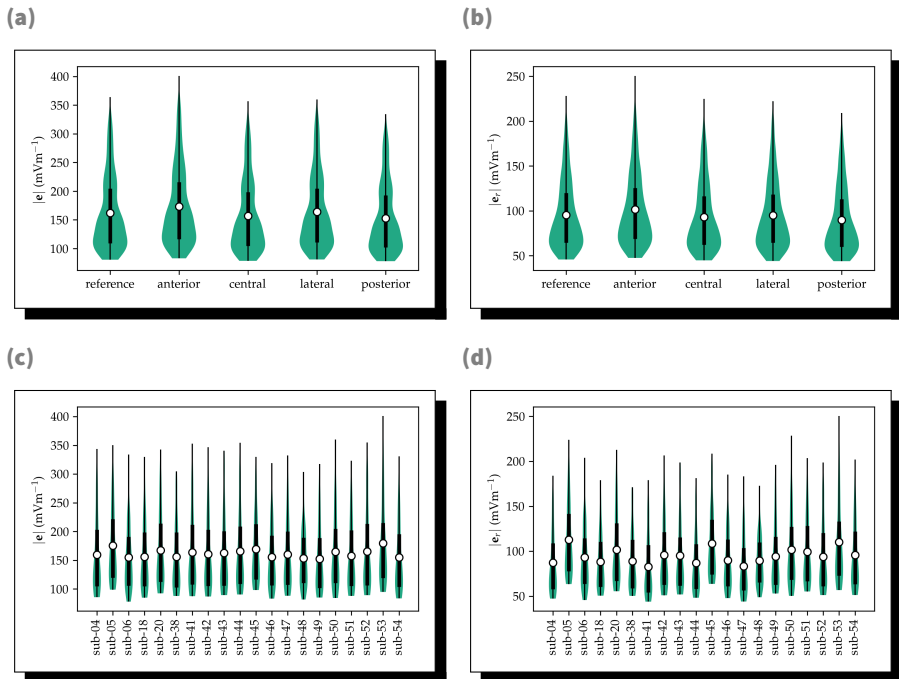 (a)
400
350
300
250
200
150
100
|e| (mVm⁻¹)
reference anterior central lateral posterior
(b)
250
200
150
100
50
|e_r| (mVm⁻¹)
reference anterior central lateral posterior
(c)
400
350
300
250
200
150
100
|e| (mVm⁻¹)
sub-04 sub-05 sub-06 sub-18 sub-20 sub-38 sub-41 sub-42 sub-43 sub-44 sub-45 sub-46 sub-47 sub-48 sub-49 sub-50 sub-51 sub-52 sub-53 sub-54
(d)
250
200
150
100
50
|e_r| (mVm⁻¹)
sub-04 sub-05 sub-06 sub-18 sub-20 sub-38 sub-41 sub-42 sub-43 sub-44 sub-45 sub-46 sub-47 sub-48 sub-49 sub-50 sub-51 sub-52 sub-53 sub-54